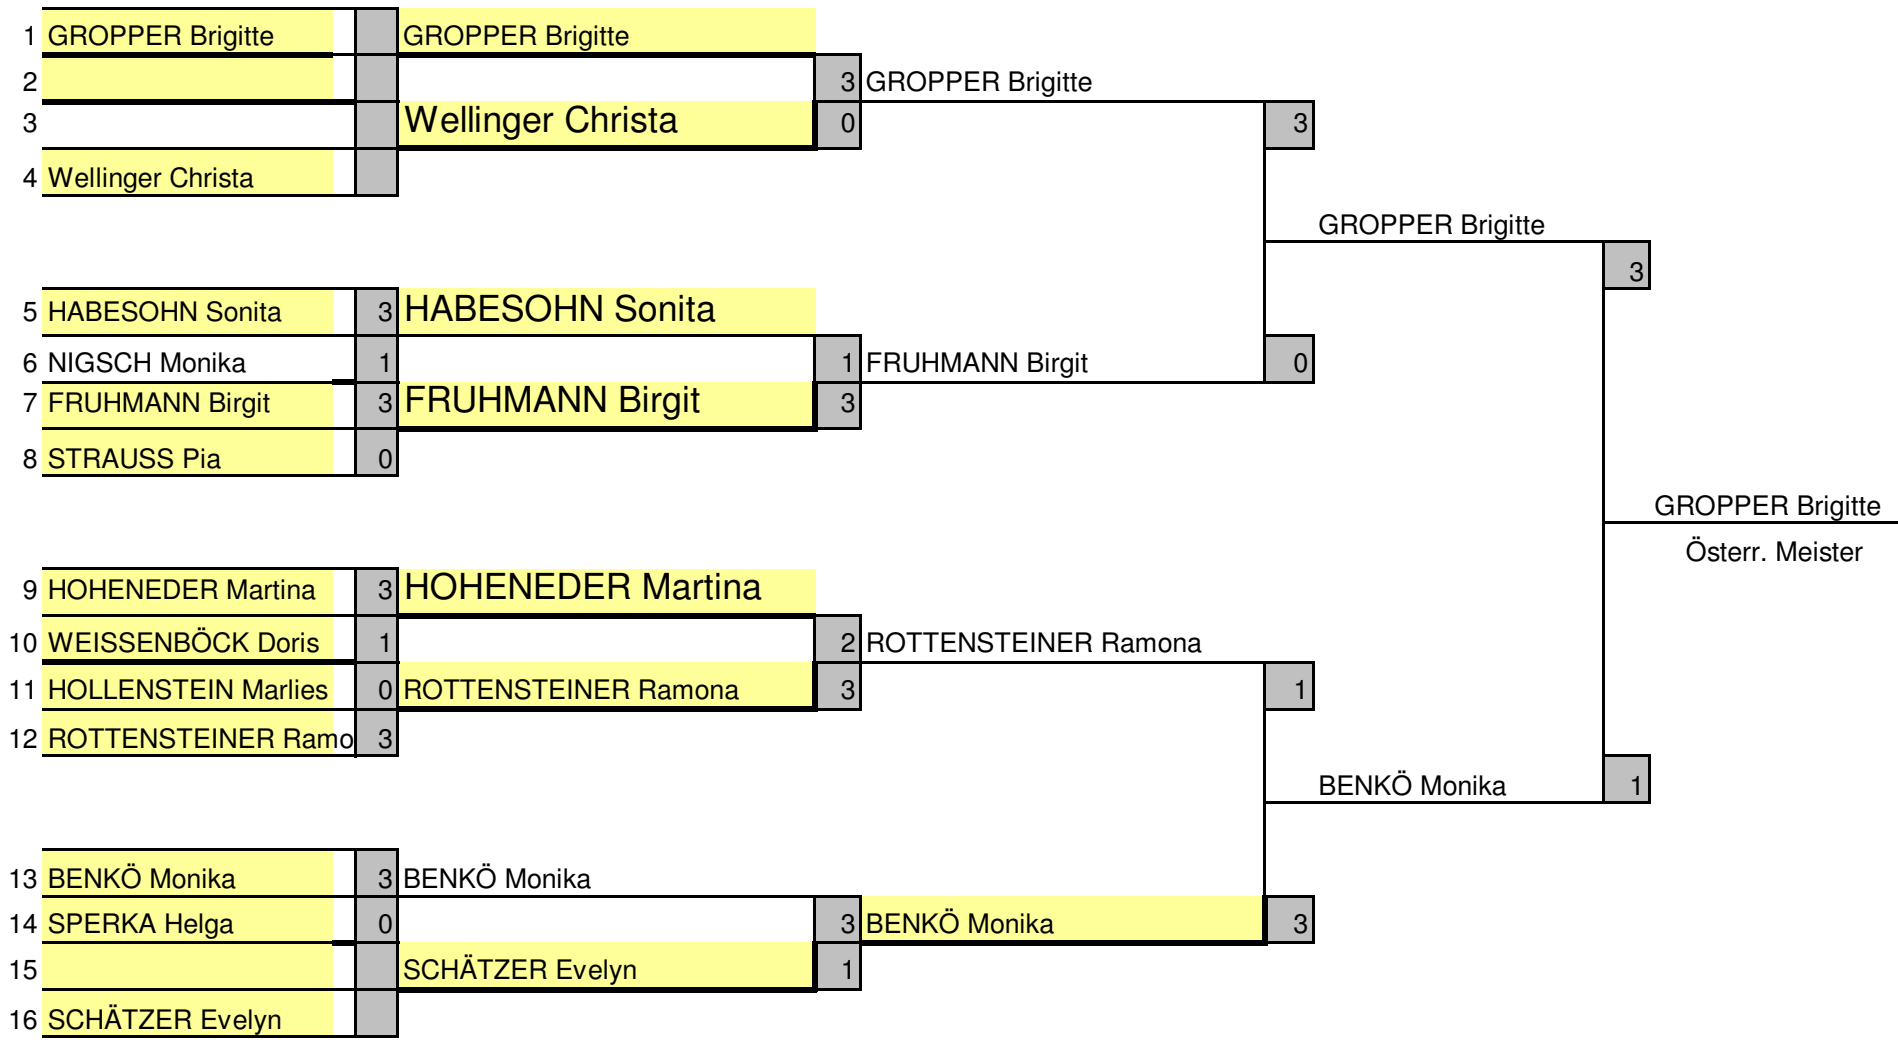 1 GROPPER Brigitte GROPPER Brigitte
2 3 GROPPER Brigitte
3 Wellinger Christa 0 3
4 Wellinger Christa
GROPPER Brigitte
3
5 HABESOHN Sonita 3 HABESOHN Sonita
6 NIGSCH Monika 1 1 FRUHMANN Birgit 0
7 FRUHMANN Birgit 3 FRUHMANN Birgit 3
8 STRAUSS Pia 0
GROPPER Brigitte
Österr. Meister
9 HOHENEDER Martina 3 HOHENEDER Martina
10 WEISSENBÖCK Doris 1 2 ROTTENSTEINER Ramona
11 HOLLENSTEIN Marlies 0 ROTTENSTEINER Ramona 3 1
12 ROTTENSTEINER Ramo 3
BENKÖ Monika 1
13 BENKÖ Monika 3 BENKÖ Monika
14 SPERKA Helga 0 3 BENKÖ Monika 3
15 SCHÄTZER Evelyn 1
16 SCHÄTZER Evelyn